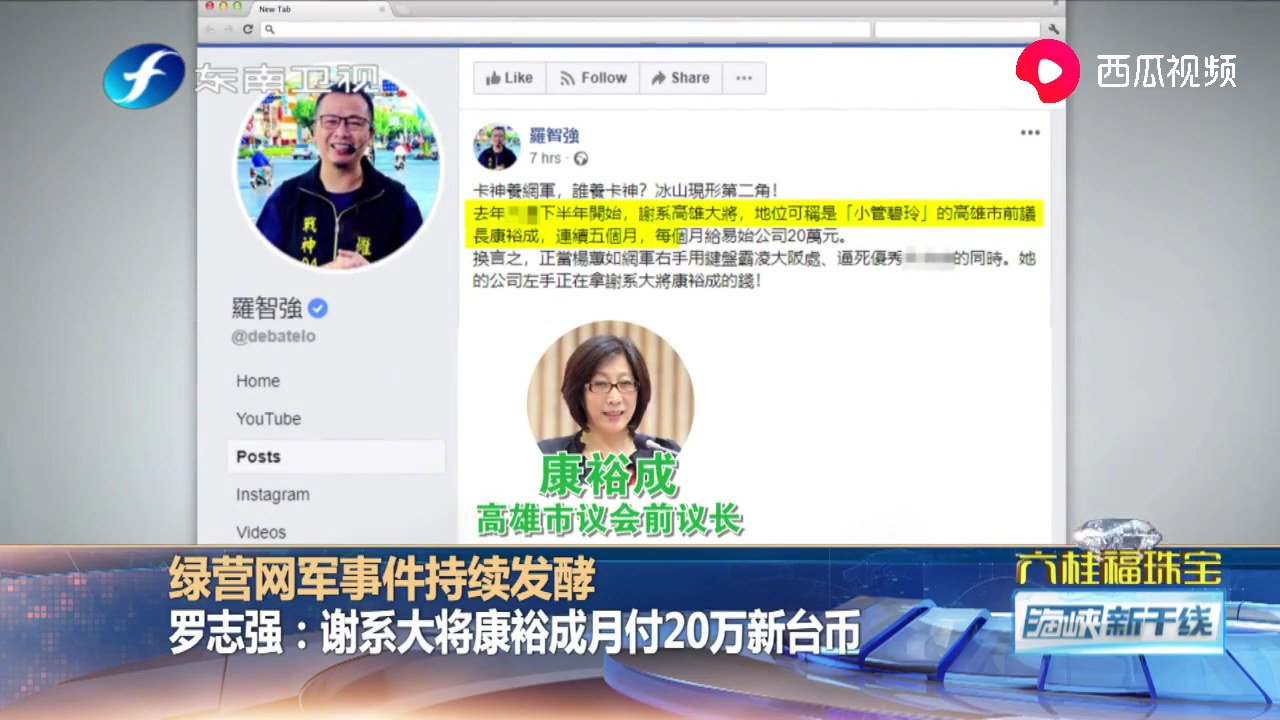 New Tab
东南卫视
西瓜视频
Like
Follow
Share
羅智強
7 hrs
卡神養網軍，誰養卡神？冰山現形第二角！
去年 下半年開始，謝系高雄大將，地位可稱是「小管碧玲」的高雄市前議
長康裕成，連續五個月，每個月給易始公司20萬元。
換言之，正當楊蕙如網軍右手用鍵盤霸凌大阪處、逼死優秀 的同時。她
的公司左手正在拿謝系大將康裕成的錢！
戰神
羅智強
@debatelo
Home
YouTube
Posts
Instagram
Videos
康裕成
高雄市议会前议长
绿营网军事件持续发酵
罗志强：谢系大将康裕成月付20万新台币
六桂福珠宝
海峡新干线